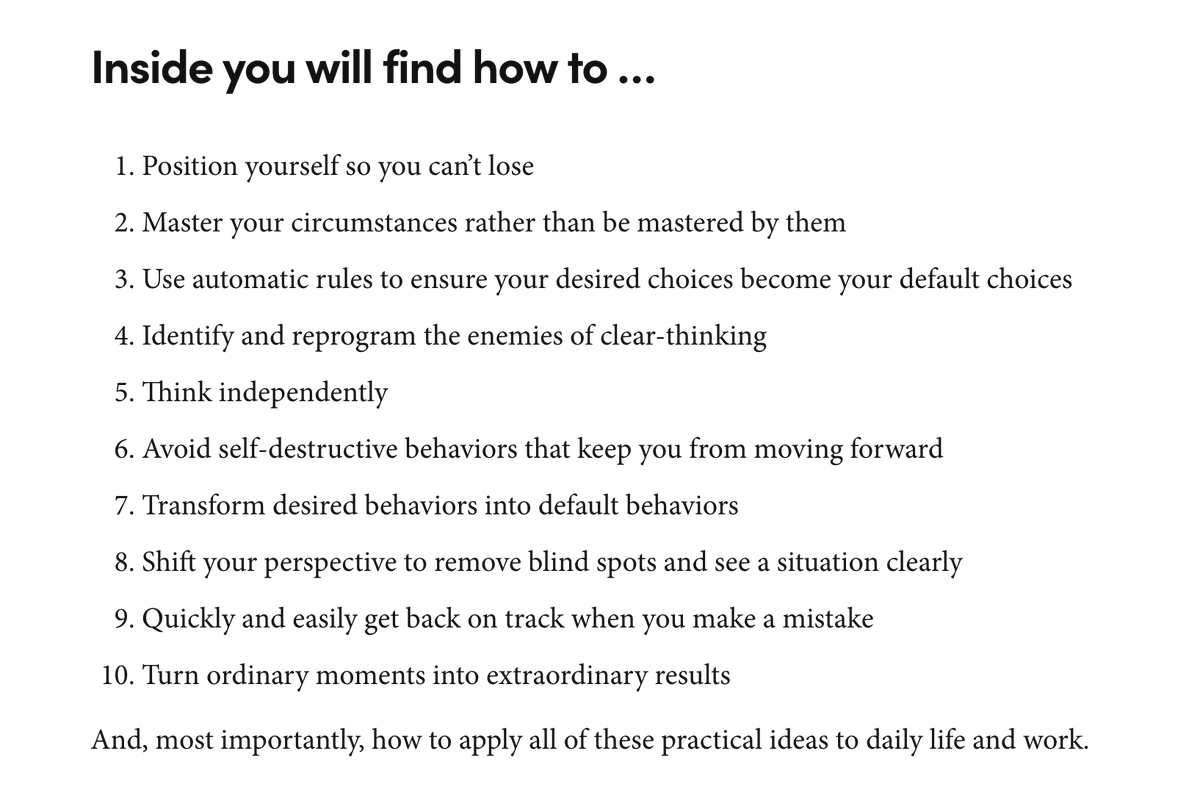 Inside you will find how to ...
1. Position yourself so you can’t lose
2. Master your circumstances rather than be mastered by them
3. Use automatic rules to ensure your desired choices become your default choices
4. Identify and reprogram the enemies of clear-thinking
5. Think independently
6. Avoid self-destructive behaviors that keep you from moving forward
7. Transform desired behaviors into default behaviors
8. Shift your perspective to remove blind spots and see a situation clearly
9. Quickly and easily get back on track when you make a mistake
10. Turn ordinary moments into extraordinary results
And, most importantly, how to apply all of these practical ideas to daily life and work.